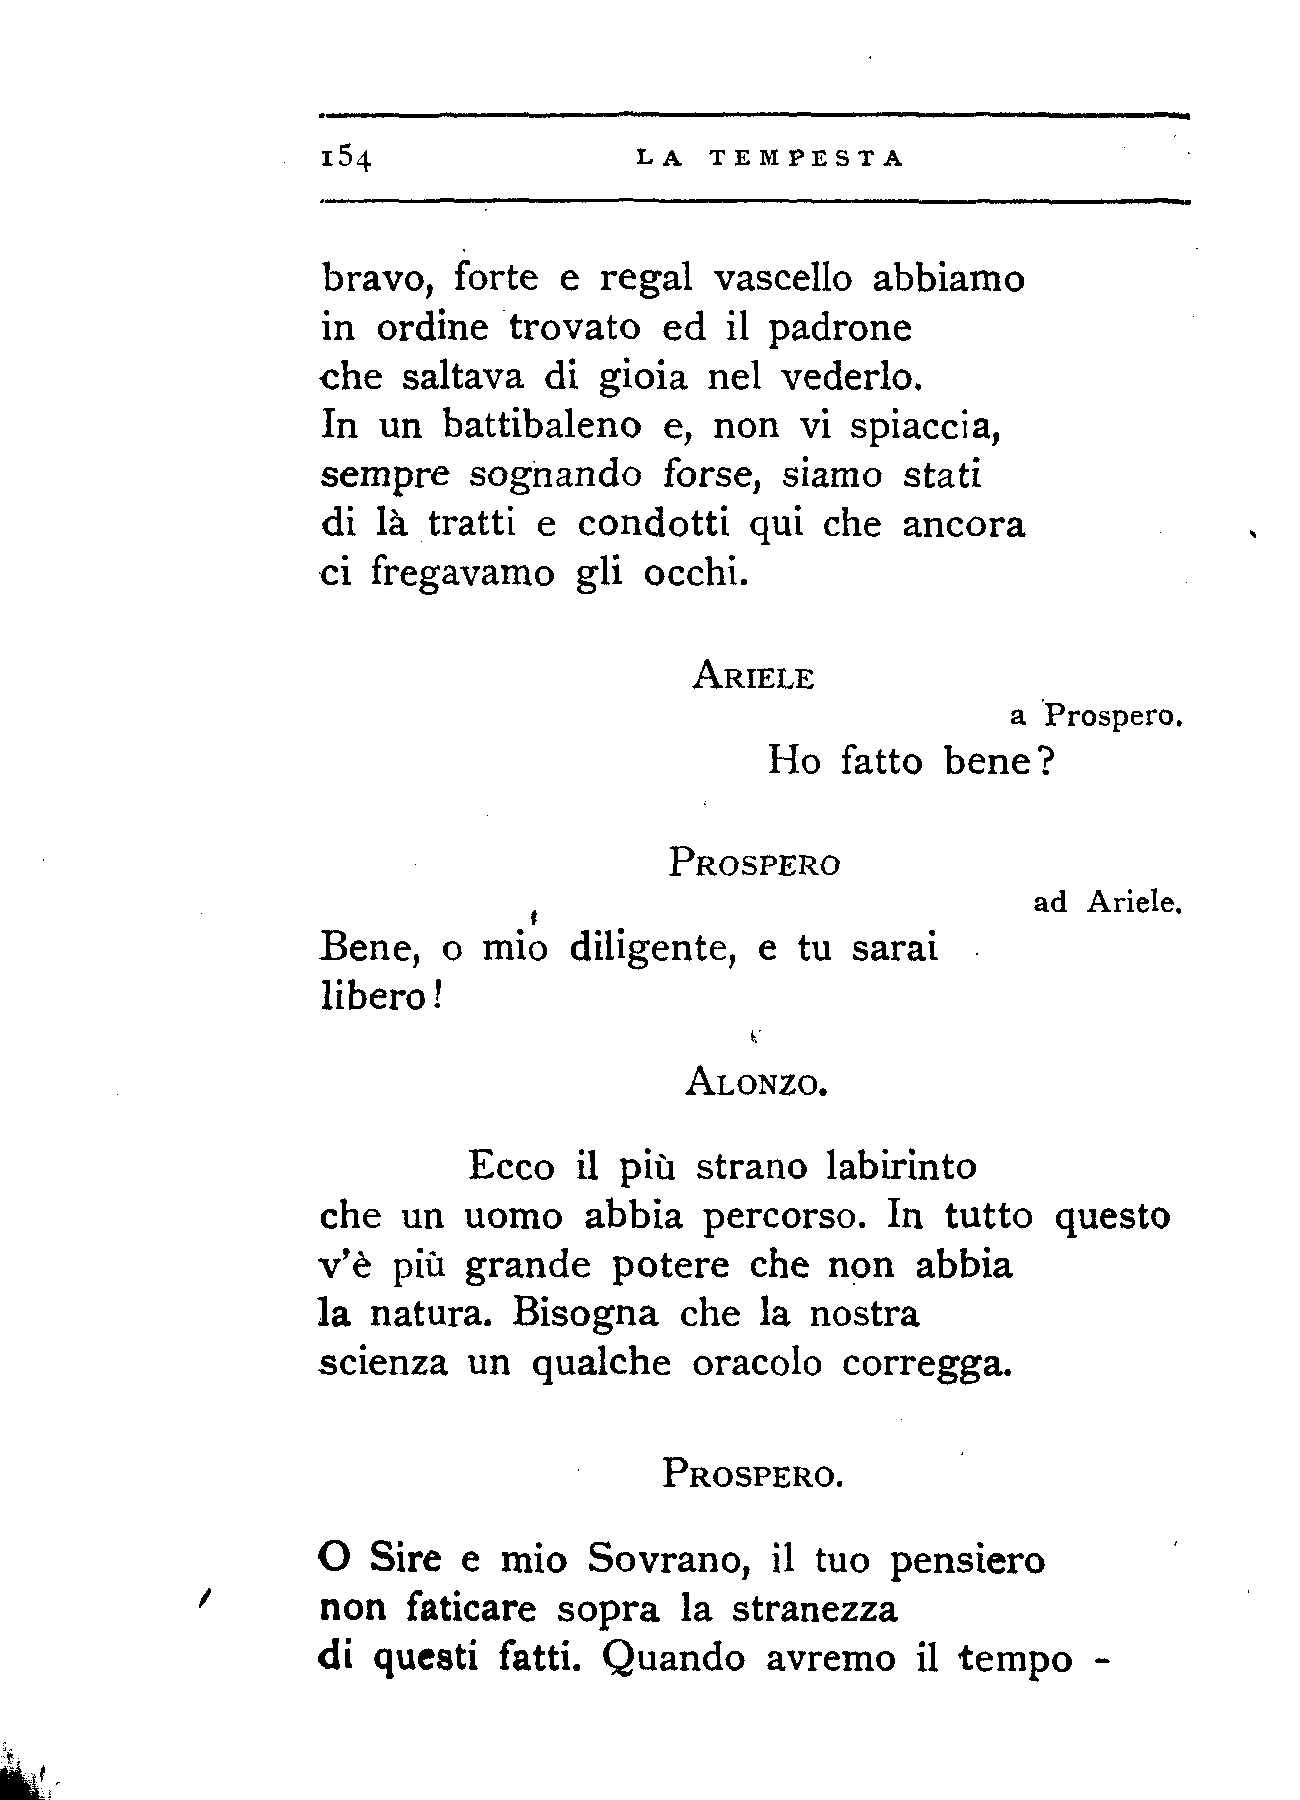 154 LA TEMPESTA
bravo, forte e regal vascello abbiamo
in ordine trovato ed il padrone
che saltava di gioia nel vederlo.
In un battibaleno e, non vi spiaccia,
sempre sognando forse, siamo stati
di là tratti e condotti qui che ancora
ci fregavamo gli occhi.
ARIELE
a Prospero.
Ho fatto bene?
PROSPERO
ad Ariele.
Bene, o mio diligente, e tu sarai
libero!
ALONZO.
Ecco il più strano labirinto
che un uomo abbia percorso. In tutto questo
v'è più grande potere che non abbia
la natura. Bisogna che la nostra
scienza un qualche oracolo corregga.
PROSPERO.
O Sire e mio Sovrano, il tuo pensiero
non faticare sopra la stranezza
di questi fatti. Quando avremo il tempo -